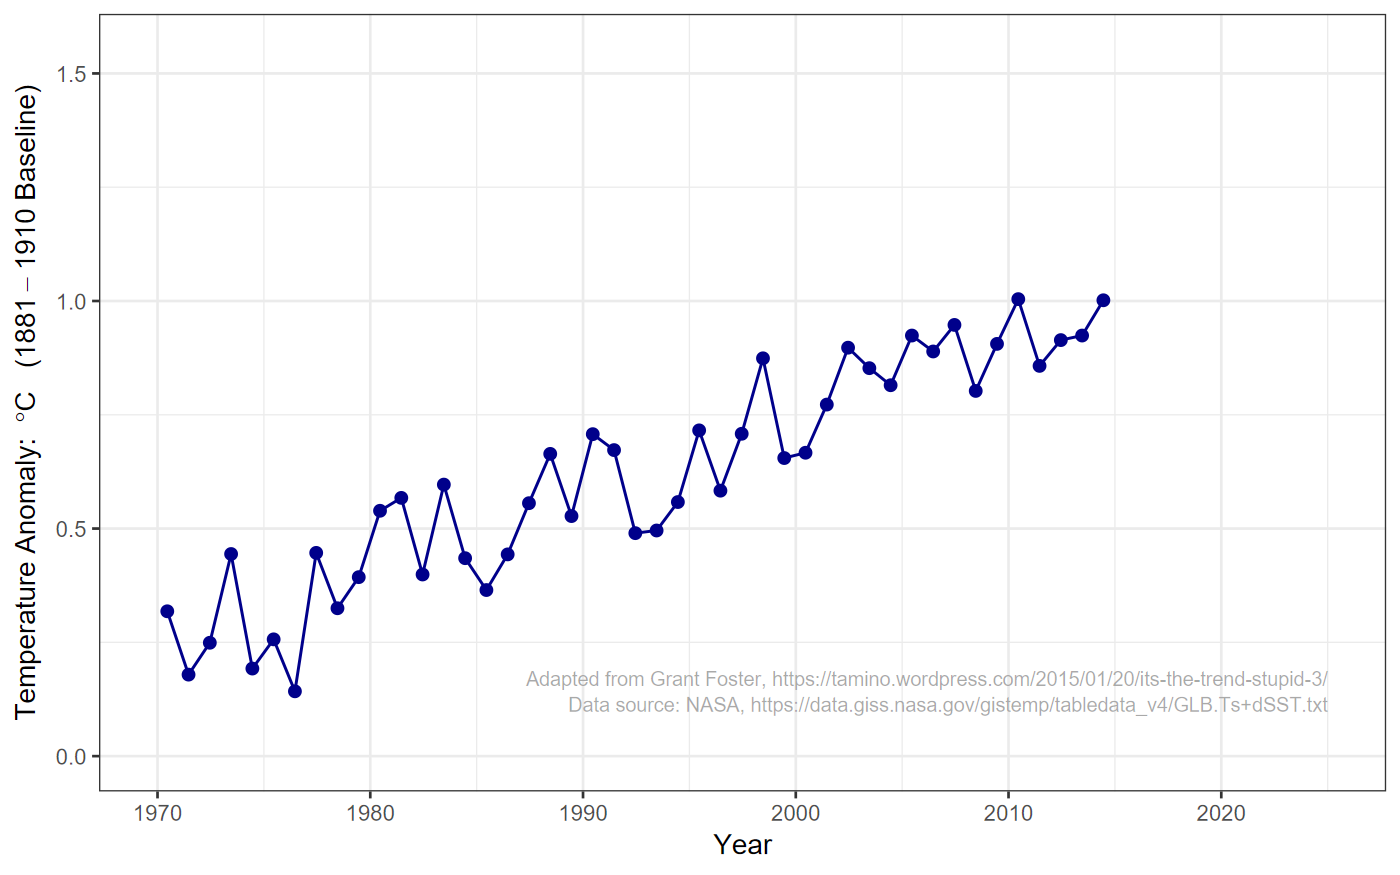 Temperature Anomaly: °C (1881 – 1910 Baseline)
1.5
1.0
0.5
0.0
Adapted from Grant Foster, https://tamino.wordpress.com/2015/01/20/its-the-trend-stupid-3/
Data source: NASA, https://data.giss.nasa.gov/gistemp/tabledata_v4/GLB.Ts+dSST.txt
1970 1980 1990 2000 2010 2020
Year